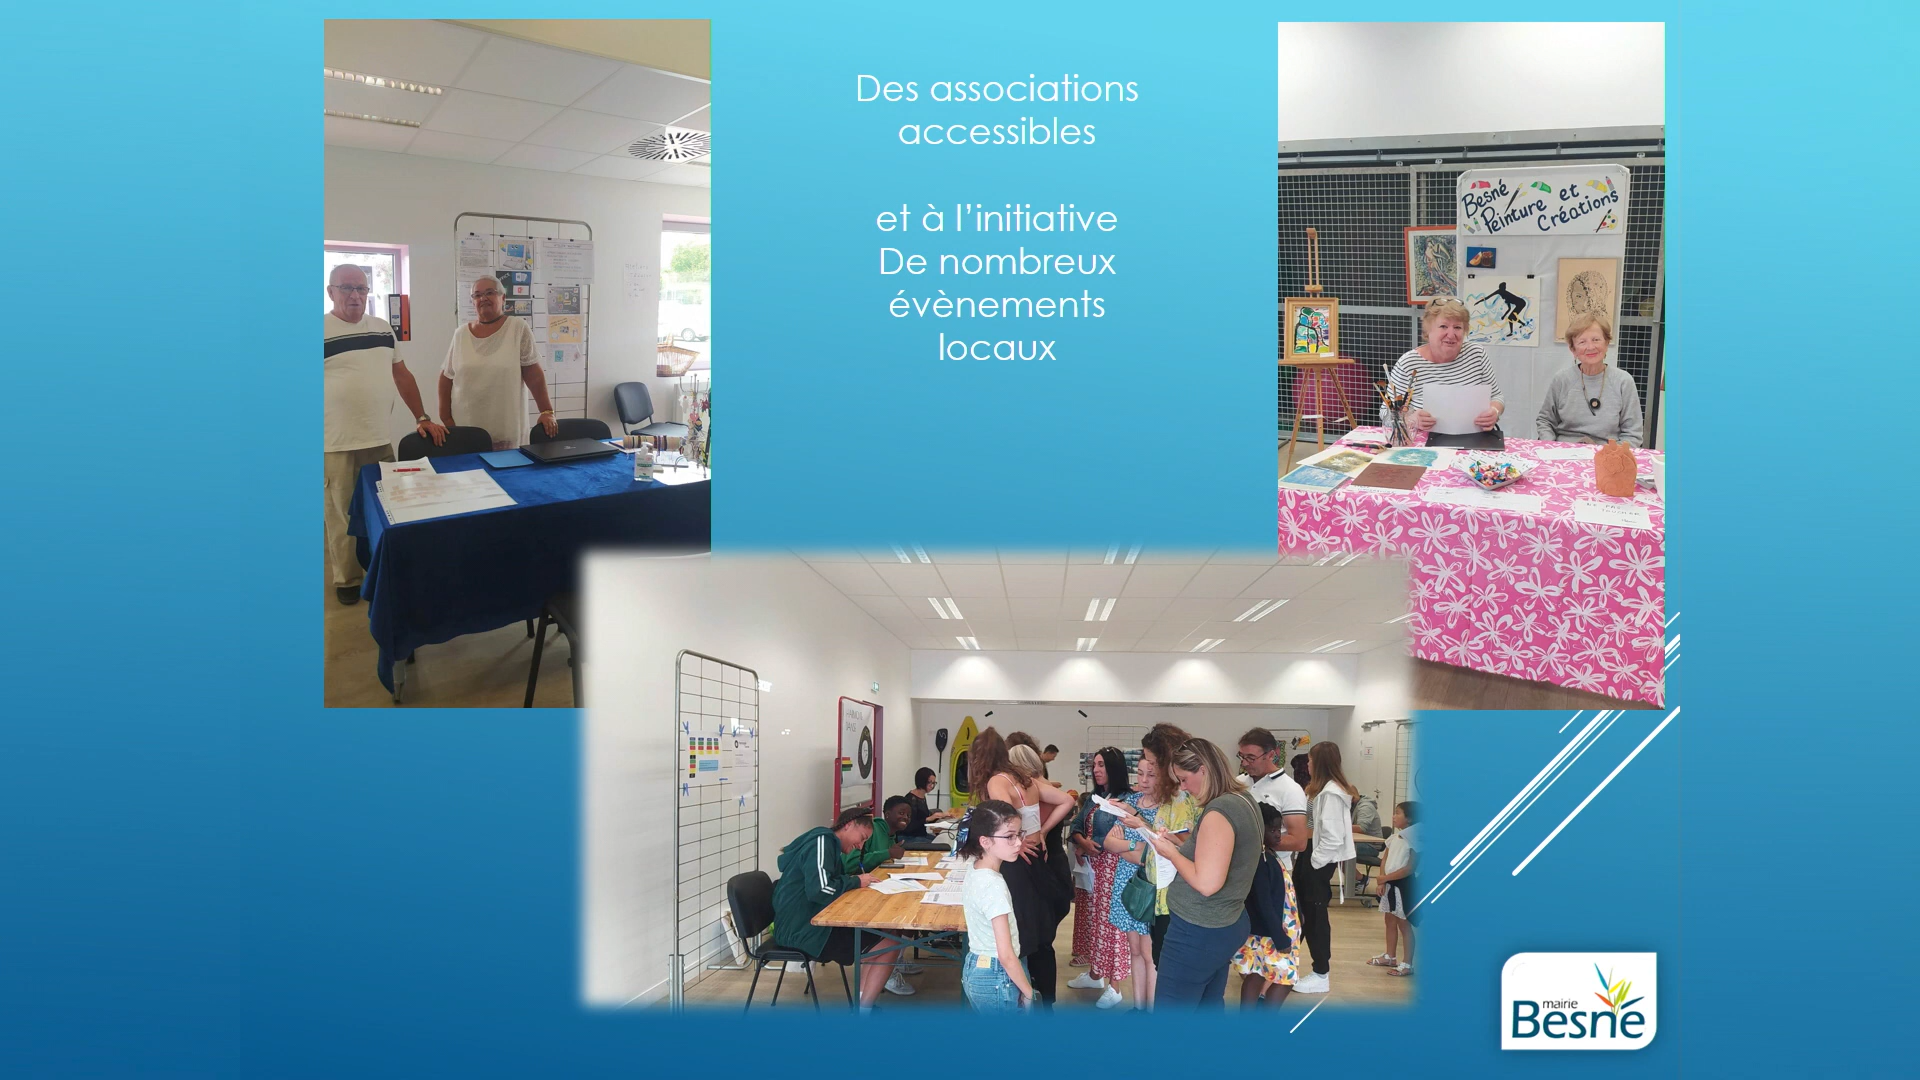 Des associations
accessibles
et à l’initiative
De nombreux
évènements
locaux
Besné
Peinture et
Créations
mairie
Besné